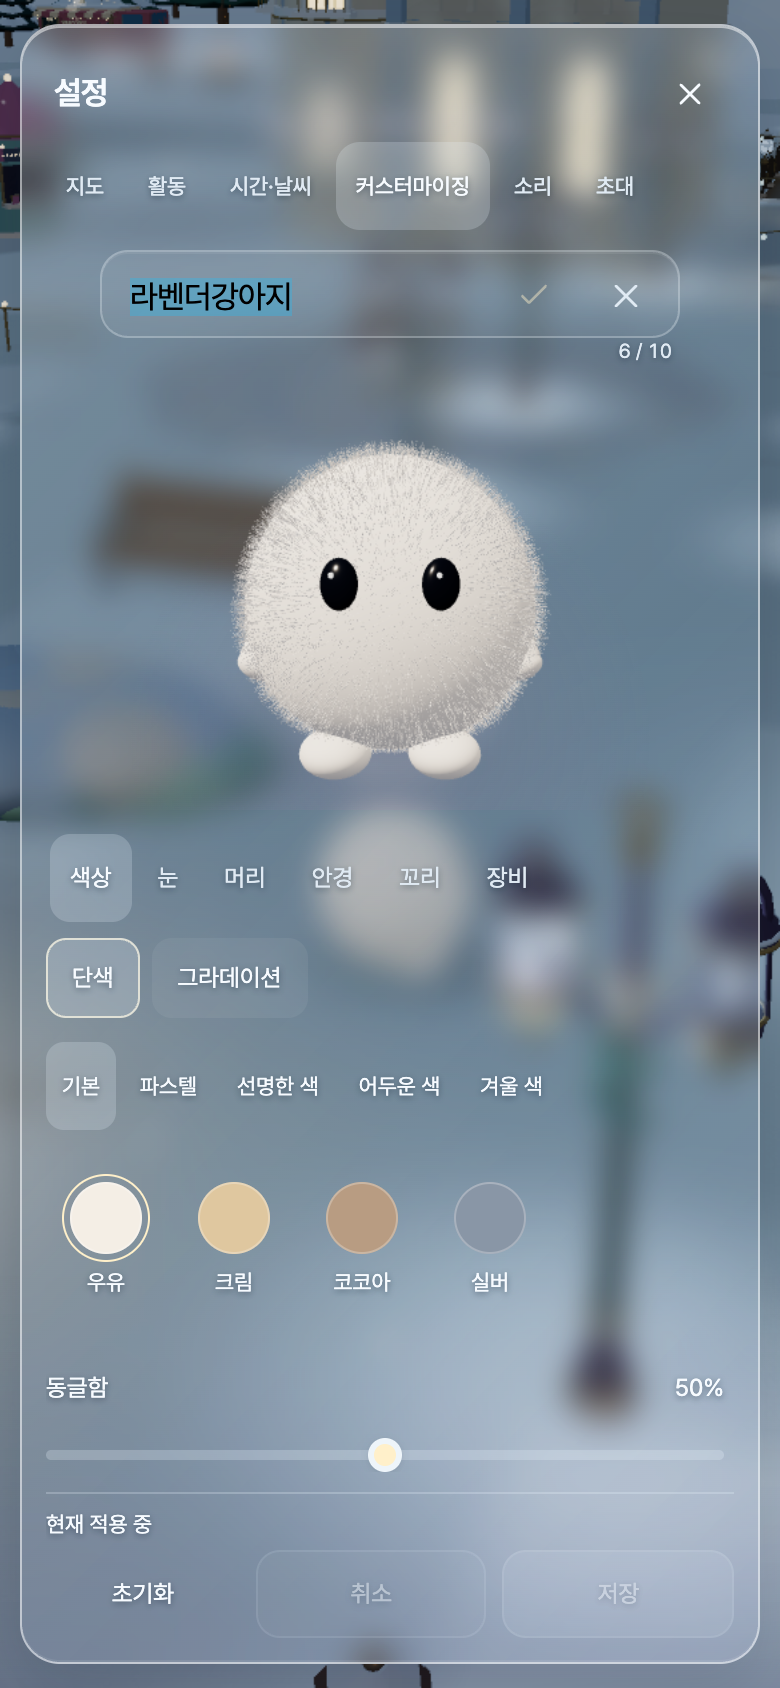 설정
지도 활동 시간·날씨 커스터마이징 소리 초대
라벤더강아지
6 / 10
색상 눈 머리 안경 꼬리 장비
단색 그라데이션
기본 파스텔 선명한 색 어두운 색 겨울 색
우유 크림 코코아 실버
동글함 50%
현재 적용 중
초기화 취소 저장